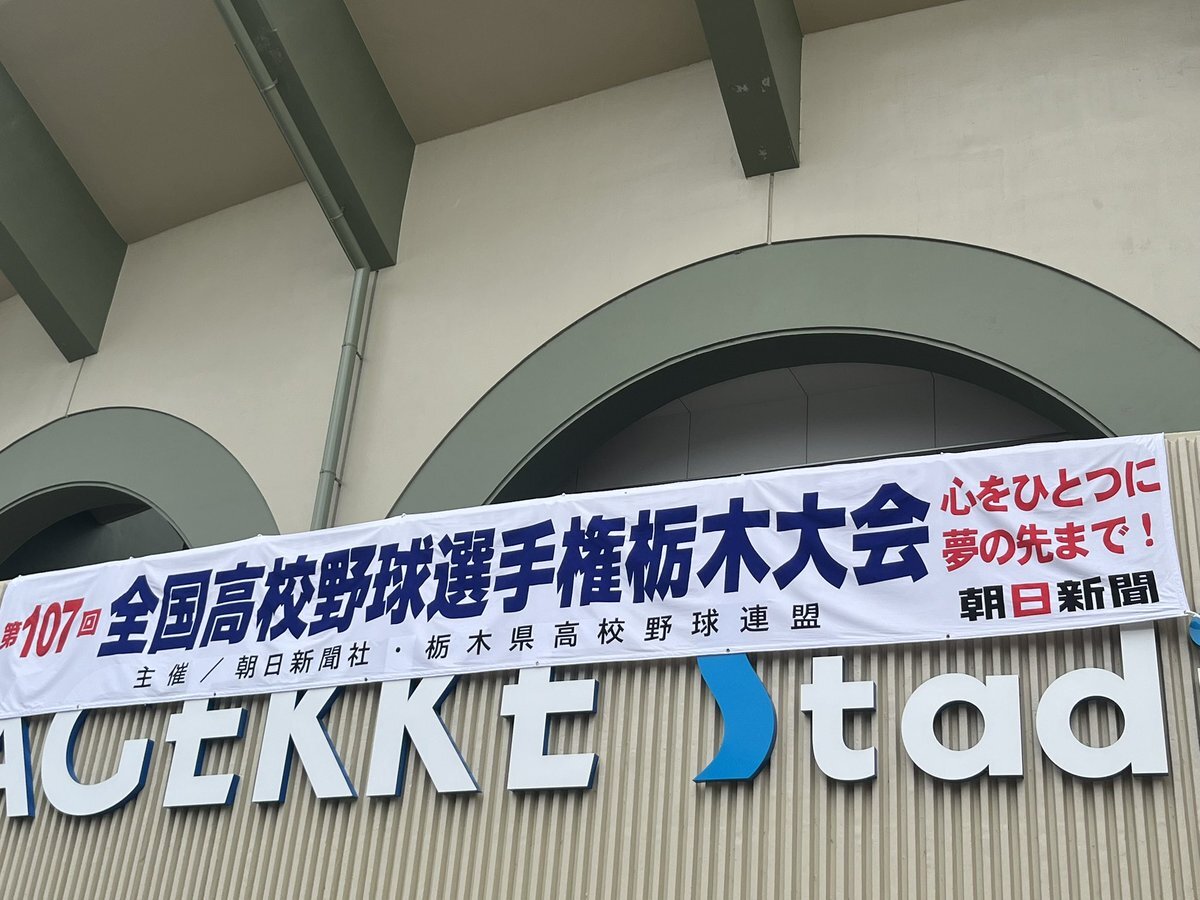 第107回 全国高校野球選手権栃木大会
心をひとつに
夢の先まで！
主催／朝日新聞社・栃木県高校野球連盟
朝日新聞
AGEKKE Stad